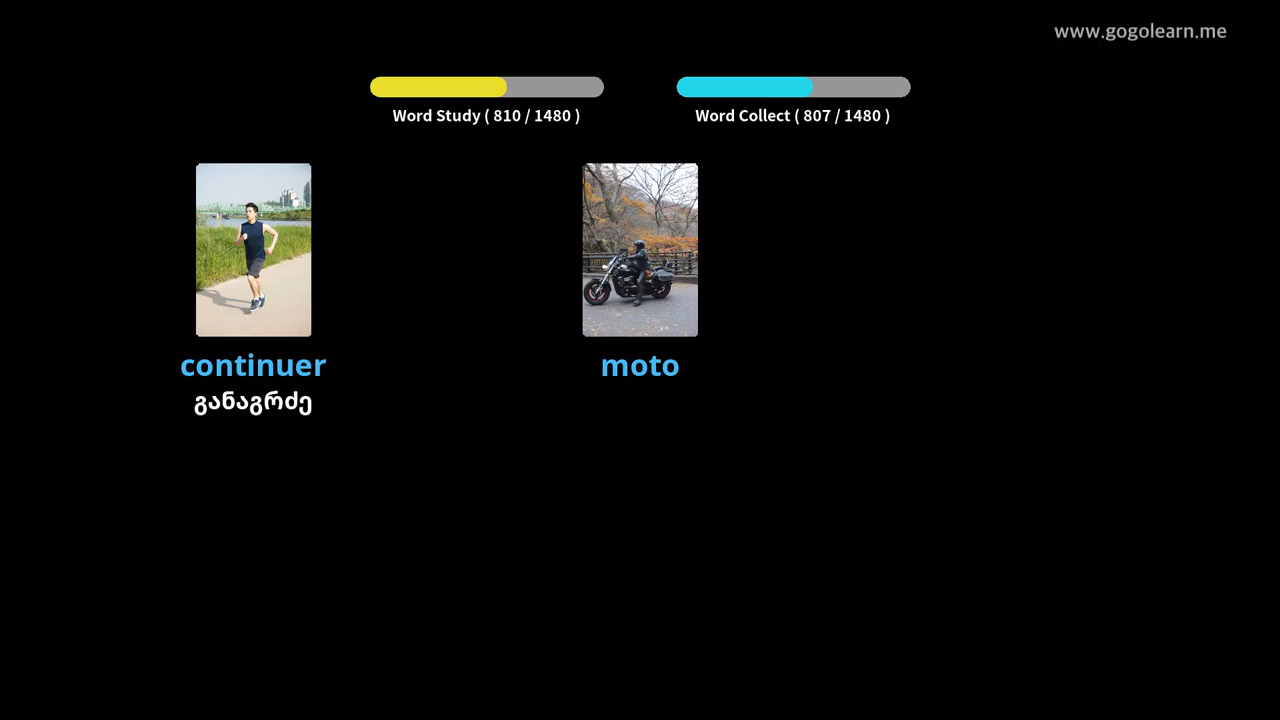 www.gogolearn.me
Word Study ( 810 / 1480 )
Word Collect ( 807 / 1480 )
continuer
განაგრძე
moto